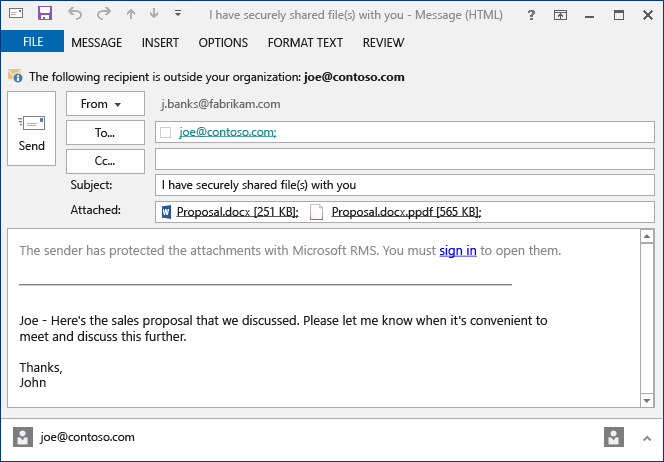 I have securely shared file(s) with you - Message (HTML)
FILE MESSAGE INSERT OPTIONS FORMAT TEXT REVIEW
The following recipient is outside your organization: joe@contoso.com
Send
From
j.banks@fabrikam.com
To...
joe@contoso.com;
Cc...
Subject:
I have securely shared file(s) with you
Attached:
Proposal.docx [251 KB]; Proposal.docx.ppdf [565 KB];
The sender has protected the attachments with Microsoft RMS. You must sign in to open them.
Joe - Here's the sales proposal that we discussed. Please let me know when it's convenient to
meet and discuss this further.
Thanks,
John
joe@contoso.com